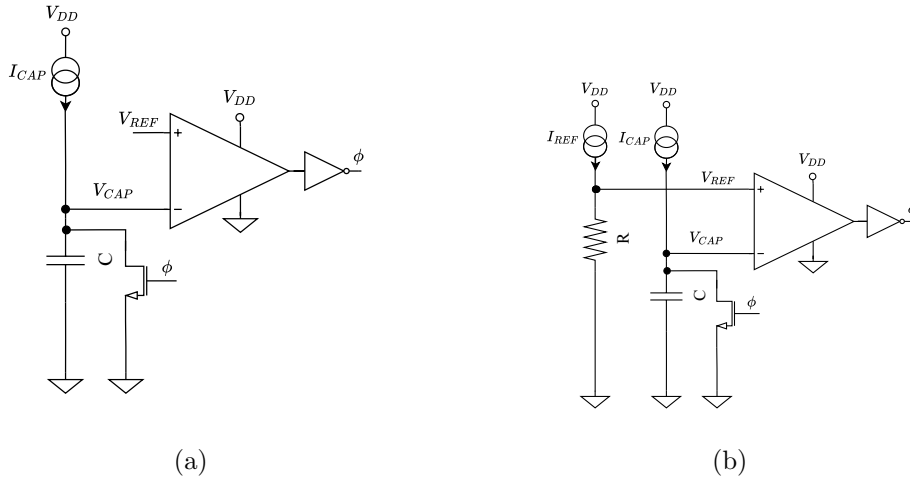 V_DD
I_CAP
V_DD
V_REF
+
ϕ
V_CAP
−
C
ϕ
(a)
V_DD V_DD
I_REF I_CAP
V_DD
V_REF
+
R
V_CAP
−
C
ϕ
(b)